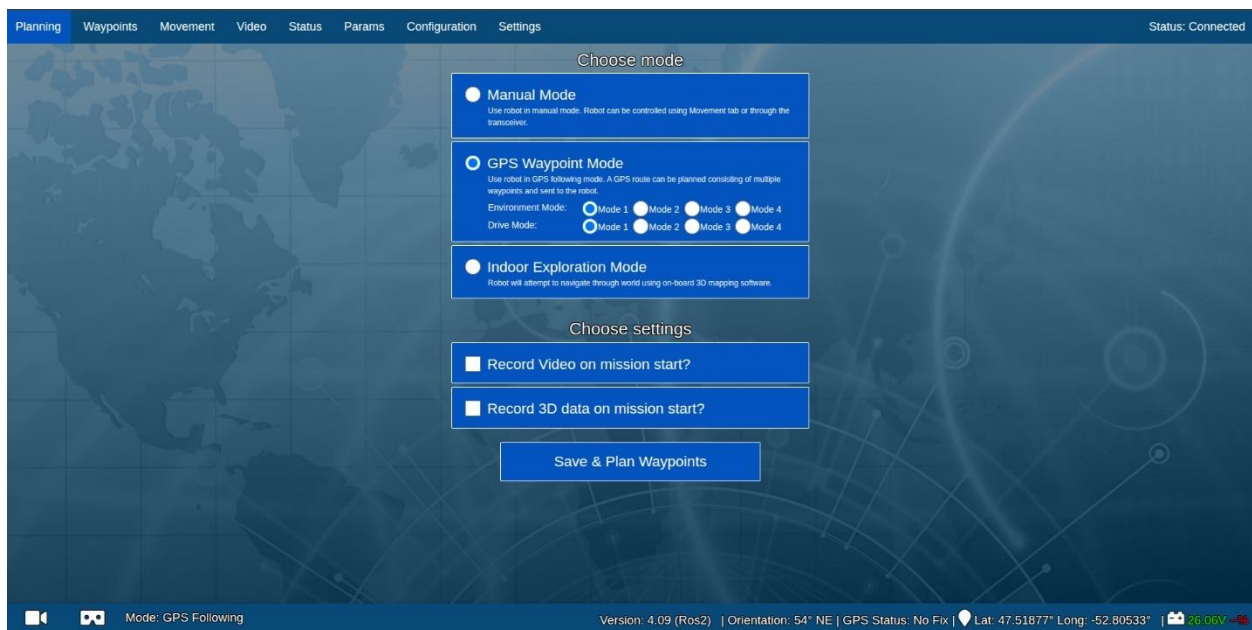 Planning Waypoints Movement Video Status Params Configuration Settings Status: Connected
Choose mode
Manual Mode
Use robot in manual mode. Robot can be controlled using Movement tab or through the
transceiver.
GPS Waypoint Mode
Use robot in GPS following mode. A GPS route can be planned consisting of multiple
waypoints and sent to the robot.
Environment Mode: Mode 1 Mode 2 Mode 3 Mode 4
Drive Mode: Mode 1 Mode 2 Mode 3 Mode 4
Indoor Exploration Mode
Robot will attempt to navigate through world using on-board 3D mapping software.
Choose settings
Record Video on mission start?
Record 3D data on mission start?
Save & Plan Waypoints
Mode: GPS Following Version: 4.09 (Ros2) | Orientation: 54° NE | GPS Status: No Fix | Lat: 47.51877° Long: -52.80533° | 26.06V --%